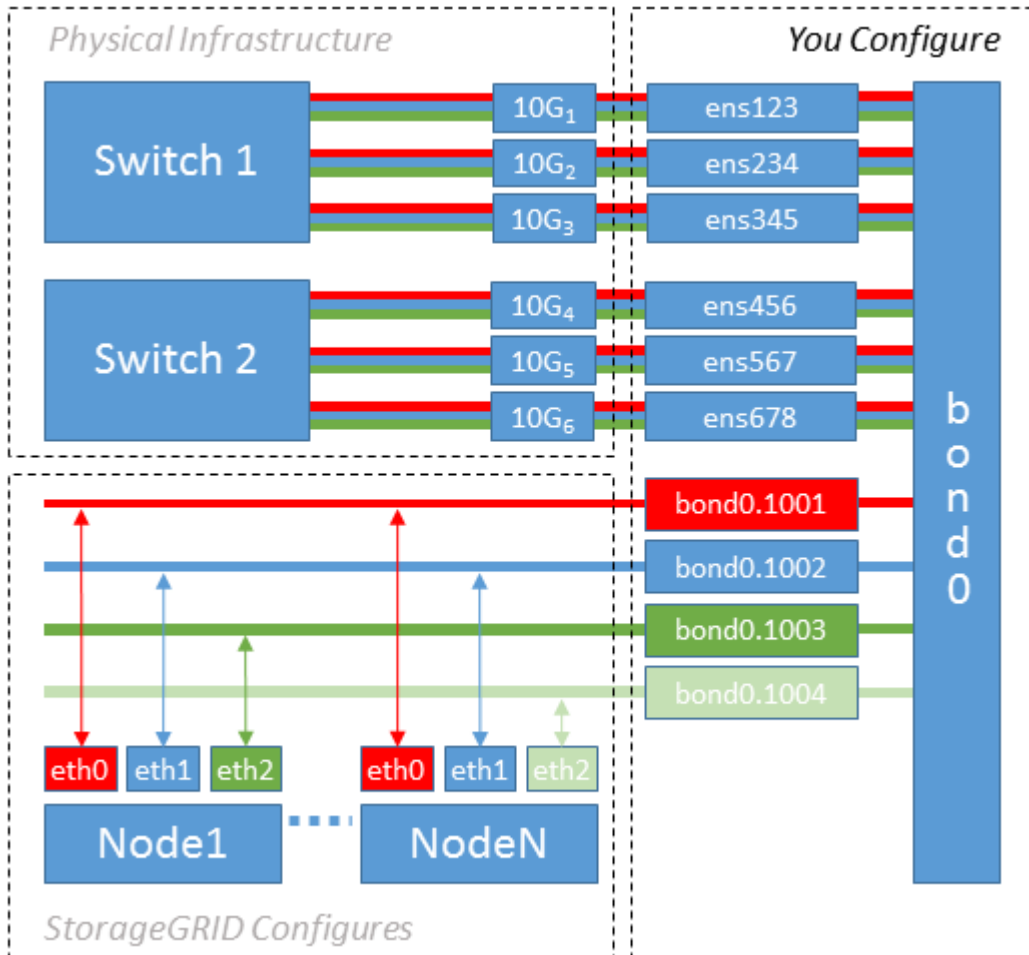 Physical Infrastructure
You Configure
Switch 1
10G₁
ens123
10G₂
ens234
10G₃
ens345
Switch 2
10G₄
ens456
10G₅
ens567
10G₆
ens678
bond0
bond0.1001
bond0.1002
bond0.1003
bond0.1004
eth0 eth1 eth2
eth0 eth1 eth2
Node1
NodeN
StorageGRID Configures